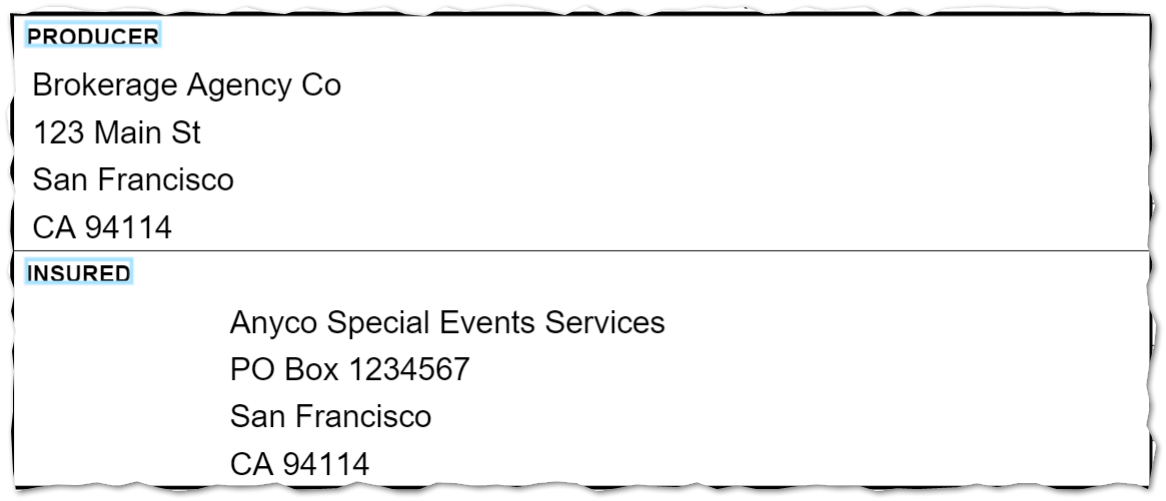 PRODUCER
Brokerage Agency Co
123 Main St
San Francisco
CA 94114
INSURED
Anyco Special Events Services
PO Box 1234567
San Francisco
CA 94114